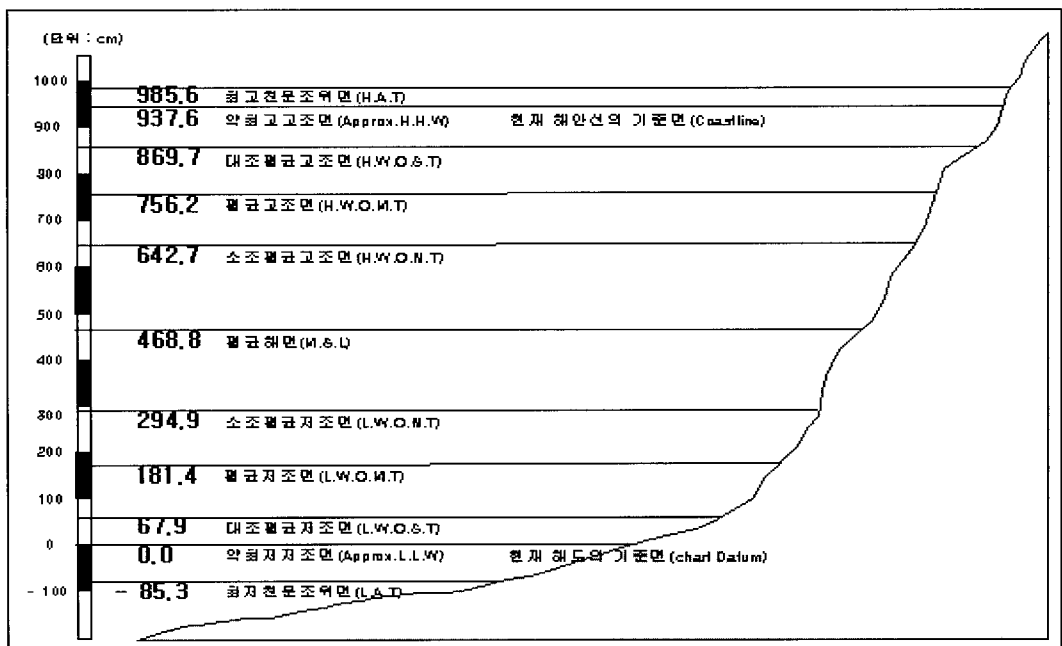 (단위 : cm)
1000
985.6 최고천문조위면(H.A.T)
937.6 약최고고조면(Approx.H.H.W) 현재 해안선의 기준면(Coastline)
900
869.7 대조평균고조면(H.W.O.S.T)
800
756.2 평균고조면(H.W.O.M.T)
700
642.7 소조평균고조면(H.W.O.N.T)
600
500
468.8 평균해면(M.S.L)
400
300
294.9 소조평균저조면(L.W.O.N.T)
200
181.4 평균저조면(L.W.O.M.T)
100
67.9 대조평균저조면(L.W.O.S.T)
0
0.0 약최저저조면(Approx.L.L.W) 현재 해도의 기준면(chart Datum)
- 100
- 85.3 최저천문조위면(L.A.T)